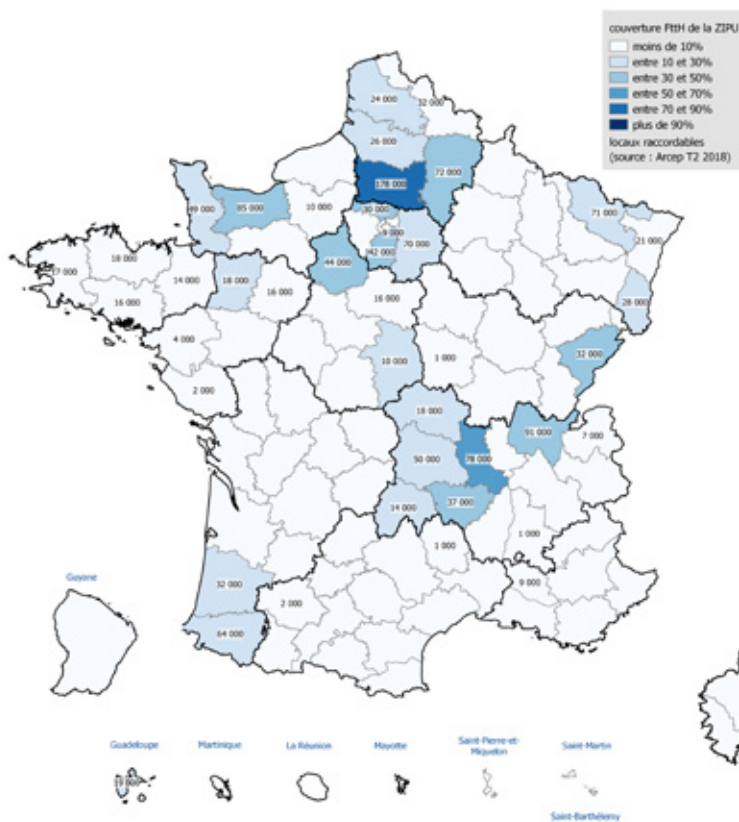 couverture FttH de la ZIPU
moins de 10%
entre 10 et 30%
entre 30 et 50%
entre 50 et 70%
entre 70 et 90%
plus de 90%
locaux raccordables
(source : Arcep T2 2018)
24 000
32 000
26 000
178 000
72 000
49 000
85 000
10 000
30 000
9 000
70 000
42 000
44 000
71 000
21 000
28 000
18 000
14 000
16 000
18 000
16 000
16 000
4 000
2 000
10 000
1 000
32 000
18 000
50 000
78 000
91 000
7 000
14 000
37 000
1 000
1 000
32 000
2 000
9 000
64 000
Guyane
Guadeloupe
Martinique
La Réunion
Mayotte
Saint-Pierre-et-
Miquelon
Saint-Martin
Saint-Barthélemy